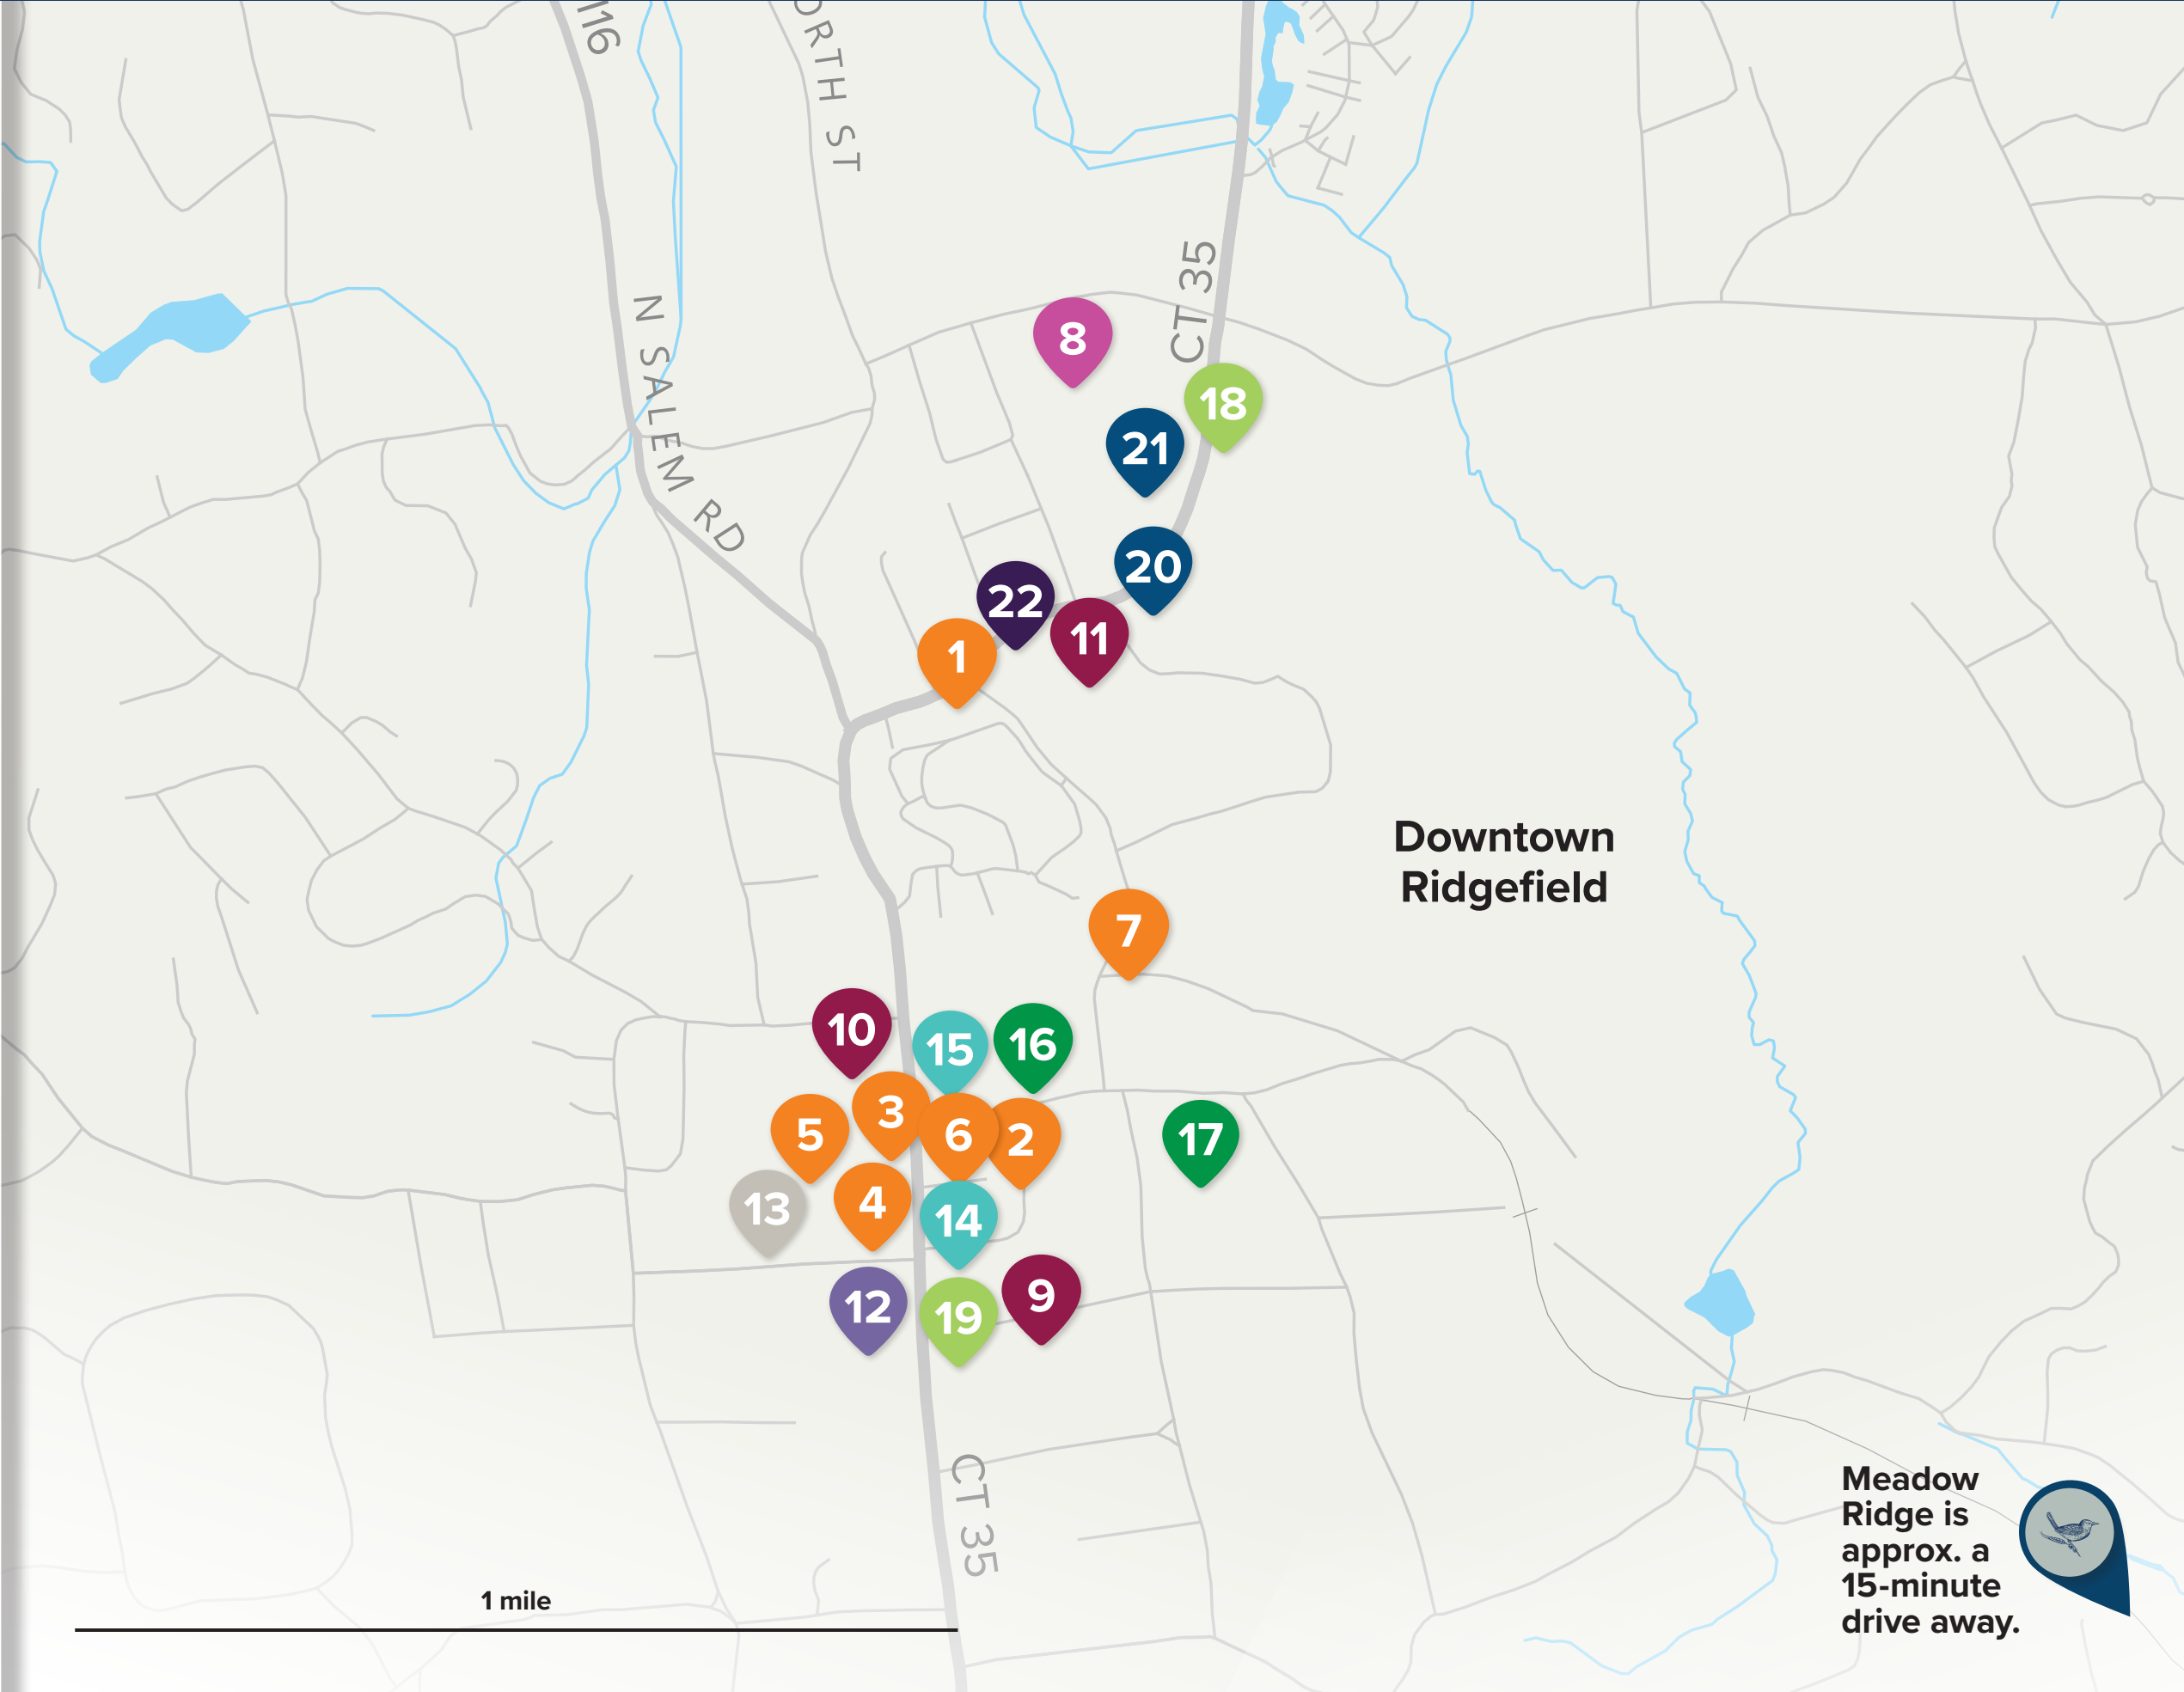 116
ORTH ST
CT 35
N SALEM RD
8
18
21
20
22
11
1
Downtown
Ridgefield
7
10
15
16
3
5
6
2
17
13
4
14
12
19
9
CT 35
Meadow
Ridge is
approx. a
15-minute
drive away.
1 mile